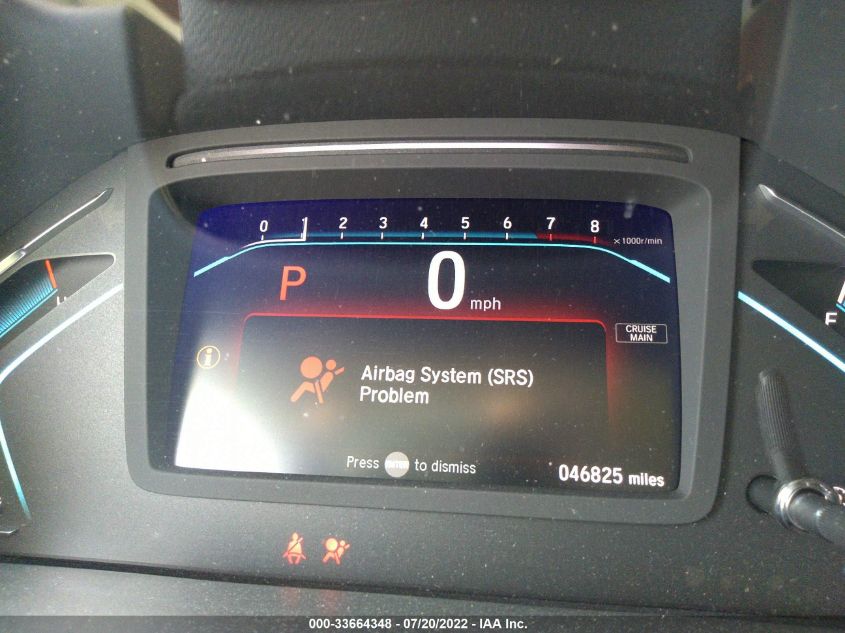 0 1 2 3 4 5 6 7 8
×1000r/min
P 0 mph
CRUISE
MAIN
F
Airbag System (SRS)
Problem
Press ENTER to dismiss
046825 miles
000-33664348 - 07/20/2022 - IAA Inc.